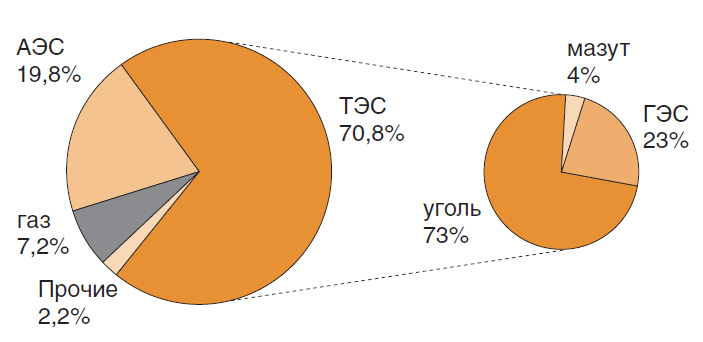 АЭС
19,8%
ТЭС
70,8%
газ
7,2%
Прочие
2,2%
мазут
4%
ГЭС
23%
уголь
73%